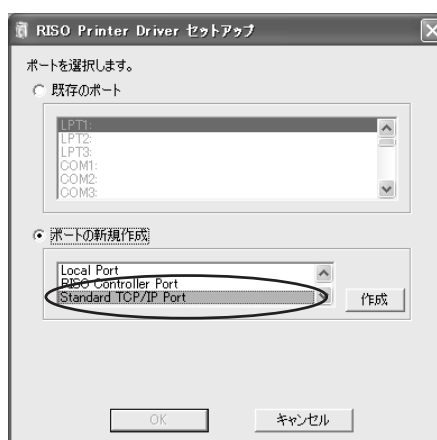 RISO Printer Driver セットアップ
ポートを選択します。
既存のポート
LPT1:
LPT2:
LPT3:
COM1:
COM2:
COM3:
ポートの新規作成
Local Port
RISO Controller Port
Standard TCP/IP Port
作成
OK
キャンセル